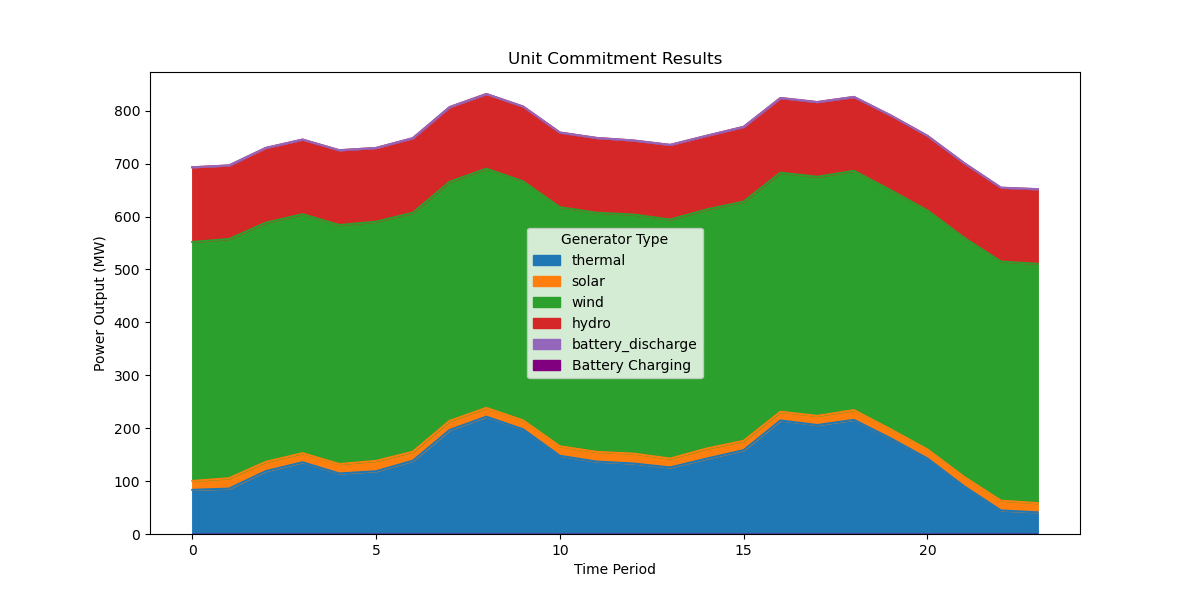 Unit Commitment Results
Power Output (MW)
800
700
600
500
400
300
200
100
0
Generator Type
thermal
solar
wind
hydro
battery_discharge
Battery Charging
0 5 10 15 20
Time Period